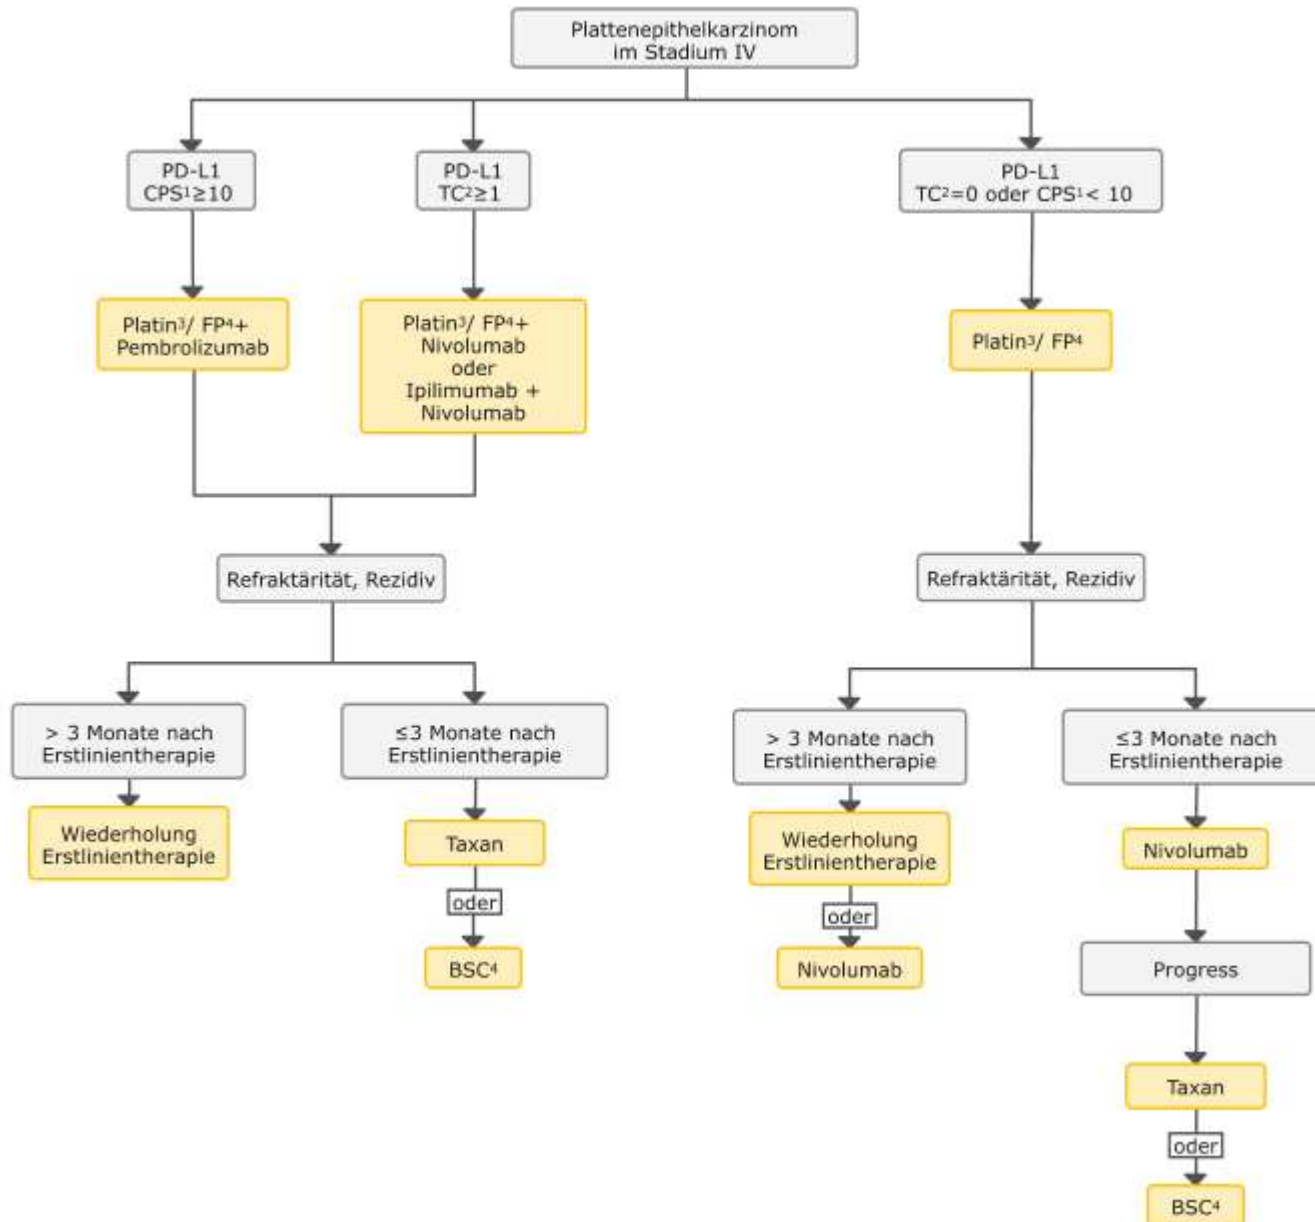 Plattenepithelkarzinom
im Stadium IV
PD-L1
CPS¹≥10
PD-L1
TC²≥1
PD-L1
TC²=0 oder CPS¹< 10
Platin³/ FP⁴+
Pembrolizumab
Platin³/ FP⁴+
Nivolumab
oder
Ipilimumab +
Nivolumab
Platin³/ FP⁴
Refraktärität, Rezidiv
Refraktärität, Rezidiv
> 3 Monate nach
Erstlinientherapie
≤3 Monate nach
Erstlinientherapie
> 3 Monate nach
Erstlinientherapie
≤3 Monate nach
Erstlinientherapie
Wiederholung
Erstlinientherapie
Taxan
oder
BSC⁴
Wiederholung
Erstlinientherapie
oder
Nivolumab
Nivolumab
Progress
Taxan
oder
BSC⁴